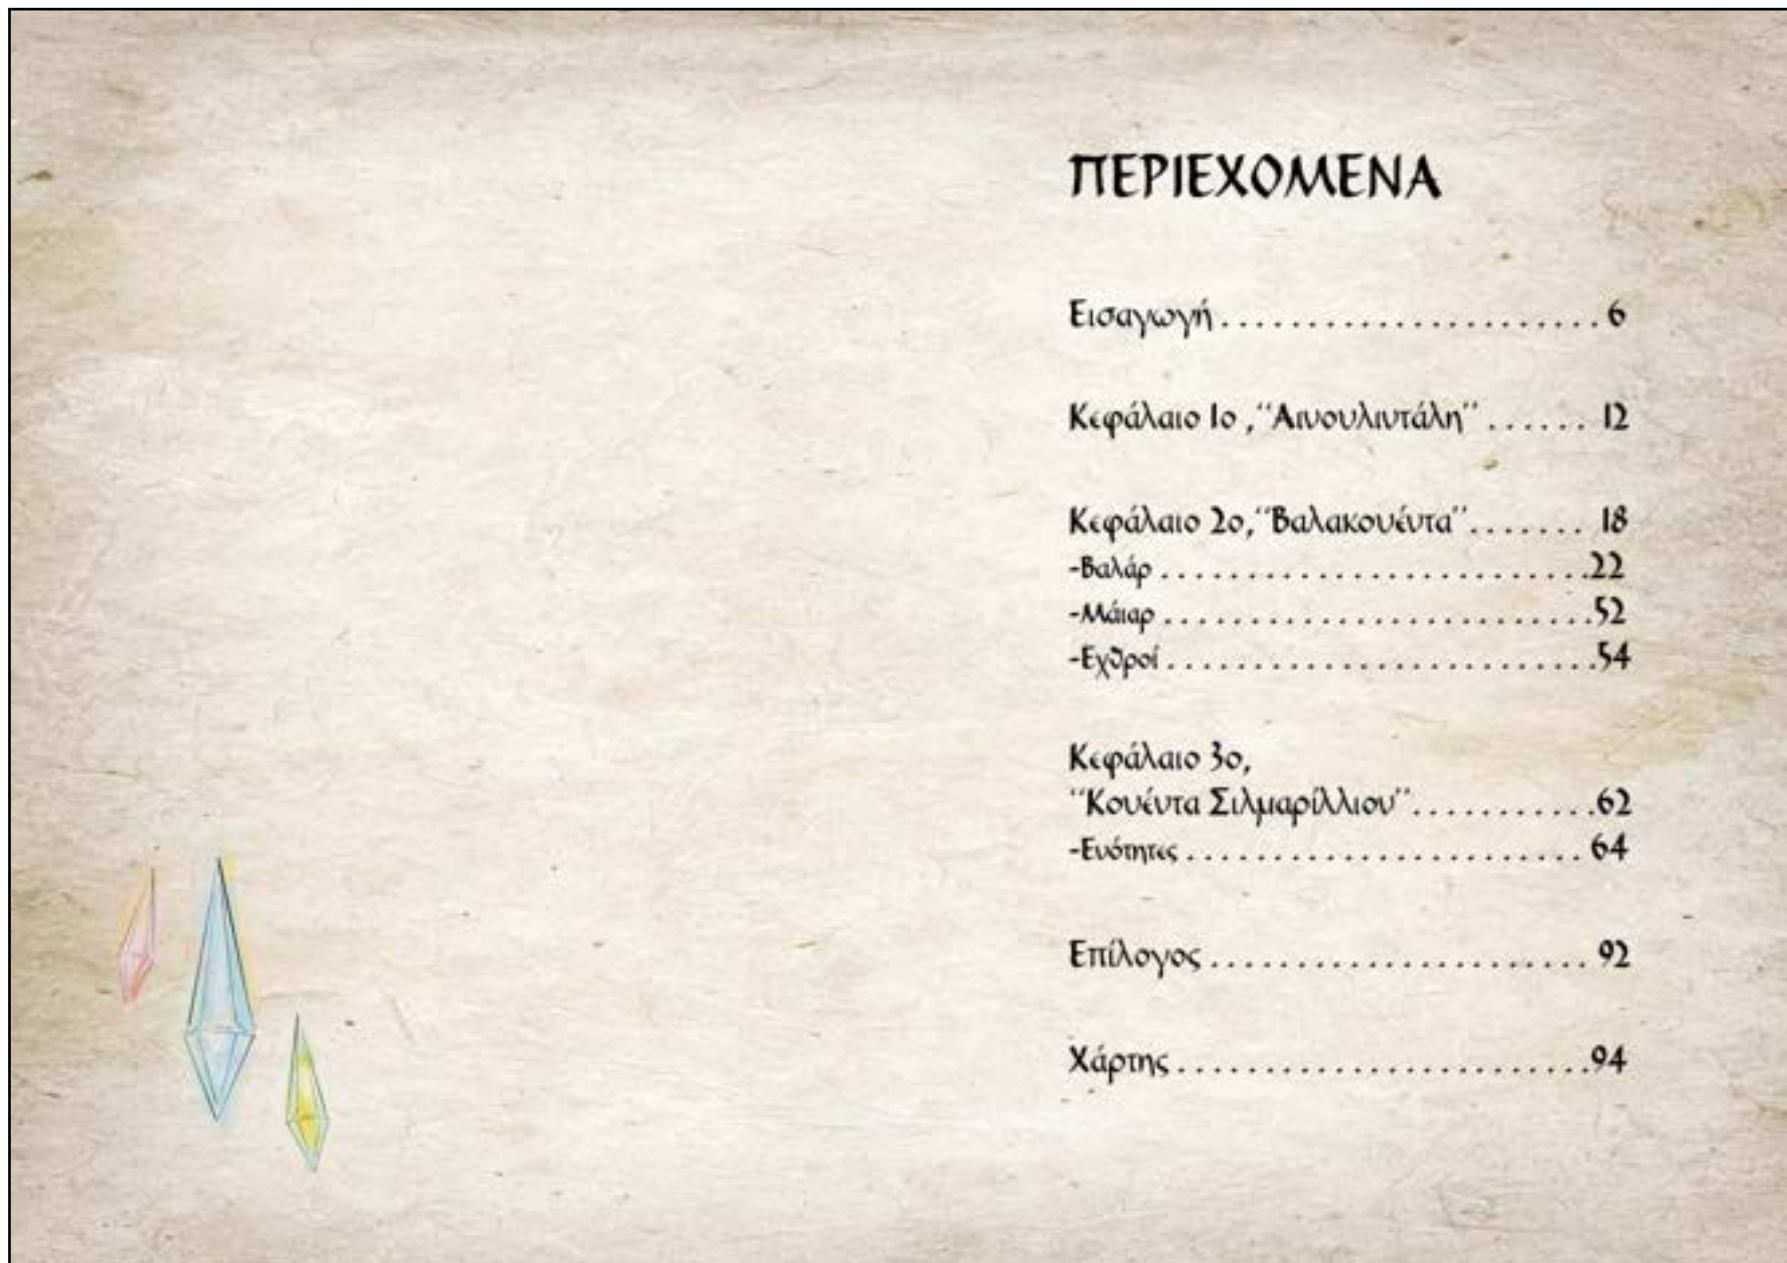 ΠΕΡΙΕΧΟΜΕΝΑ
Εισαγωγή . . . . . . . . . . . . . . . . . . . . . . 6
Κεφάλαιο 1ο ,"Αινουλιντάλη" . . . . . . 12
Κεφάλαιο 2ο,"Βαλακουέντα". . . . . . . 18
-Βαλάρ . . . . . . . . . . . . . . . . . . . . . . . . .22
-Μάιαρ . . . . . . . . . . . . . . . . . . . . . . . . .52
-Εχθροί . . . . . . . . . . . . . . . . . . . . . . . . .54
Κεφάλαιο 3ο,
"Κουέντα Σιλμαρίλλιον". . . . . . . . . . .62
-Ενότητες . . . . . . . . . . . . . . . . . . . . . . . 64
Επίλογος . . . . . . . . . . . . . . . . . . . . . . 92
Χάρτης . . . . . . . . . . . . . . . . . . . . . . . .94